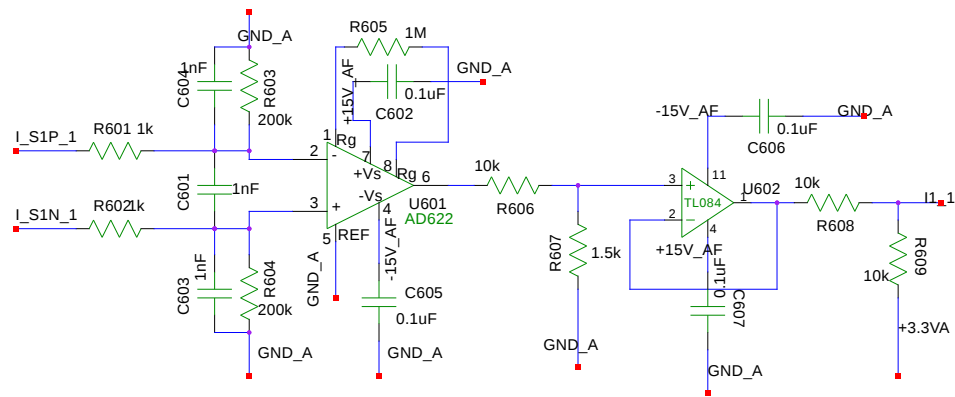 GND_A
R605
1M
1nF
C604
R603
200k
+15V_AF
C602
0.1uF
GND_A
-15V_AF
C606
0.1uF
GND_A
I_S1P_1
R601 1k
1 Rg
2
-
7
+Vs
8 Rg
6
C601
1nF
-Vs
4
U601
AD622
10k
R606
3
+
11
TL084
U602
1
10k
R608
I1_1
I_S1N_1
R602
1k
3
+
5
REF
2
−
4
+15V_AF
R607
1.5k
R609
10k
1nF
C603
R604
200k
GND_A
-15V_AF
C605
0.1uF
0.1uF
C607
+3.3VA
GND_A
GND_A
GND_A
GND_A